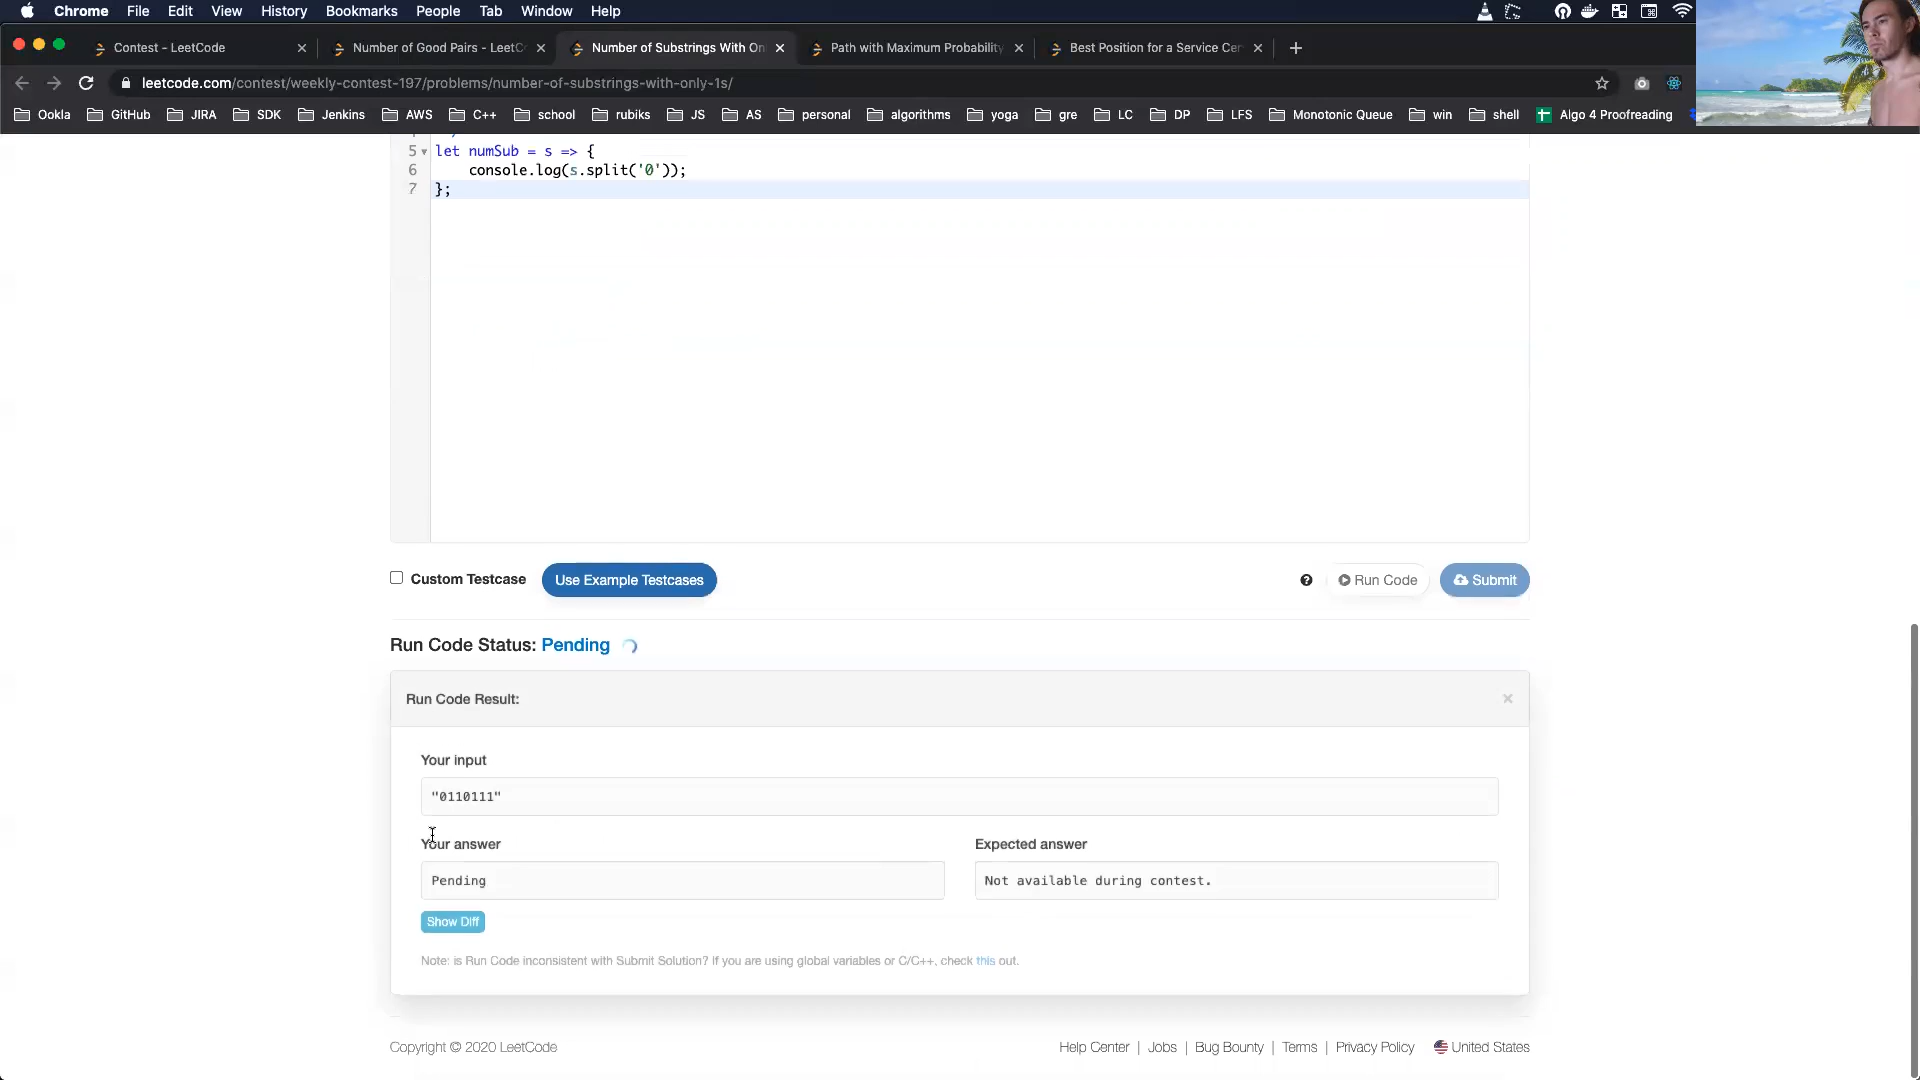 Chrome File Edit View History Bookmarks People Tab Window Help
Contest - LeetCode
Number of Good Pairs - LeetC
Number of Substrings With On
Path with Maximum Probability
Best Position for a Service Cen
leetcode.com/contest/weekly-contest-197/problems/number-of-substrings-with-only-1s/
Ookla GitHub JIRA SDK Jenkins AWS C++ school rubiks JS AS personal algorithms yoga gre LC DP LFS Monotonic Queue win shell Algo 4 Proofreading
5 let numSub = s => {
6 console.log(s.split('0'));
7 };
Custom Testcase Use Example Testcases Run Code Submit
Run Code Status: Pending
Run Code Result:
Your input
"0110111"
Your answer Expected answer
Pending Not available during contest.
Show Diff
Note: is Run Code inconsistent with Submit Solution? If you are using global variables or C/C++, check this out.
Copyright © 2020 LeetCode Help Center | Jobs | Bug Bounty | Terms | Privacy Policy United States